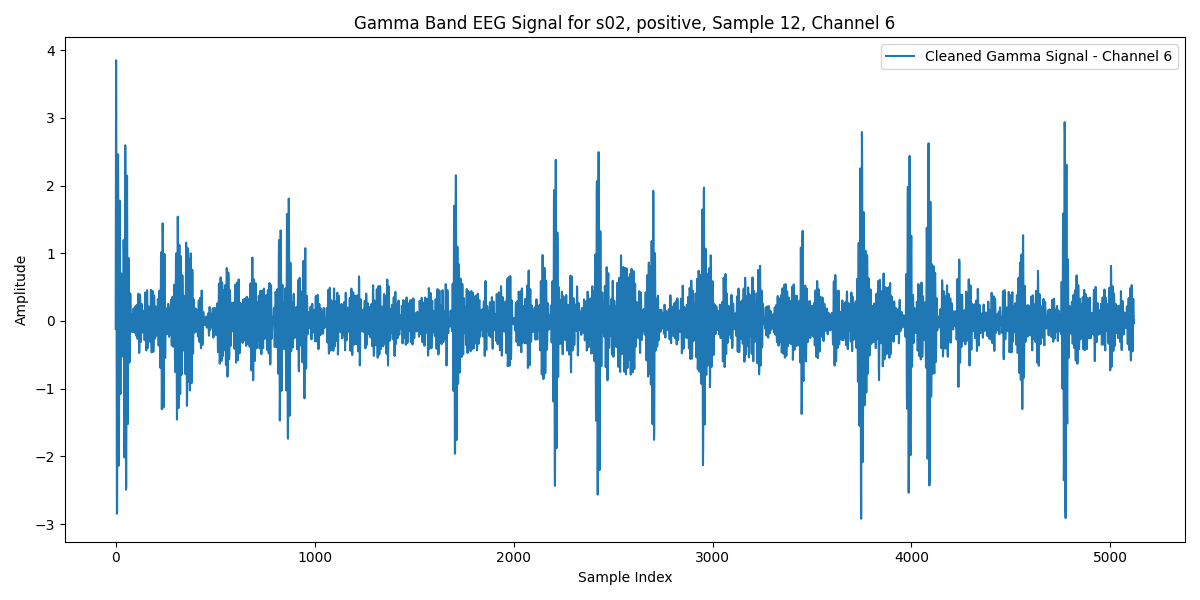 Gamma Band EEG Signal for s02, positive, Sample 12, Channel 6
Cleaned Gamma Signal - Channel 6
Amplitude
4
3
2
1
0
−1
−2
−3
0 1000 2000 3000 4000 5000
Sample Index